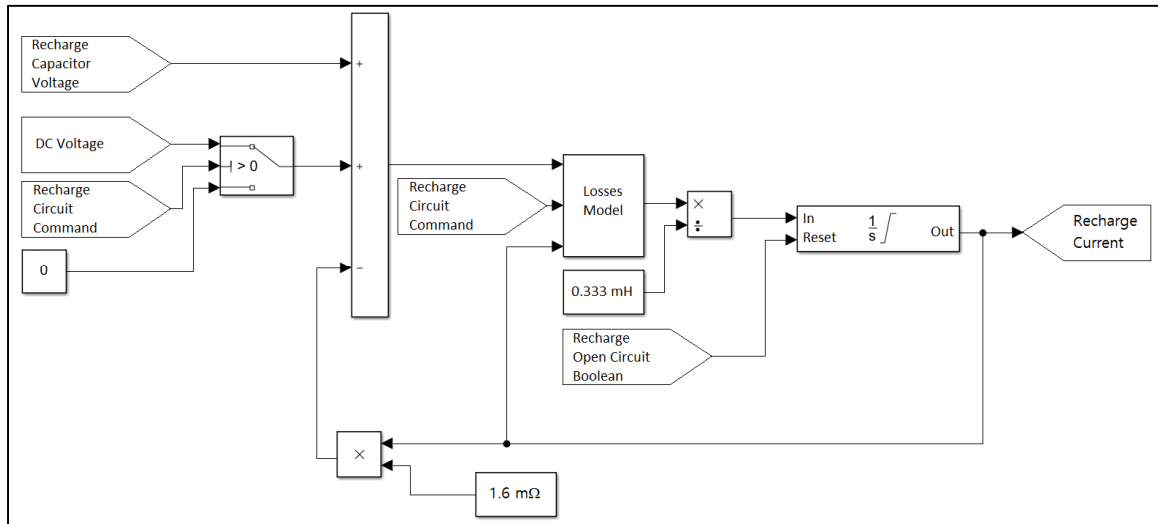 Recharge
Capacitor
Voltage
+
DC Voltage
> 0
+
Recharge
Circuit
Command
0
−
Recharge
Circuit
Command
Losses
Model
×
÷
0.333 mH
In
Reset
1
s
Out
Recharge
Current
Recharge
Open Circuit
Boolean
×
1.6 mΩ